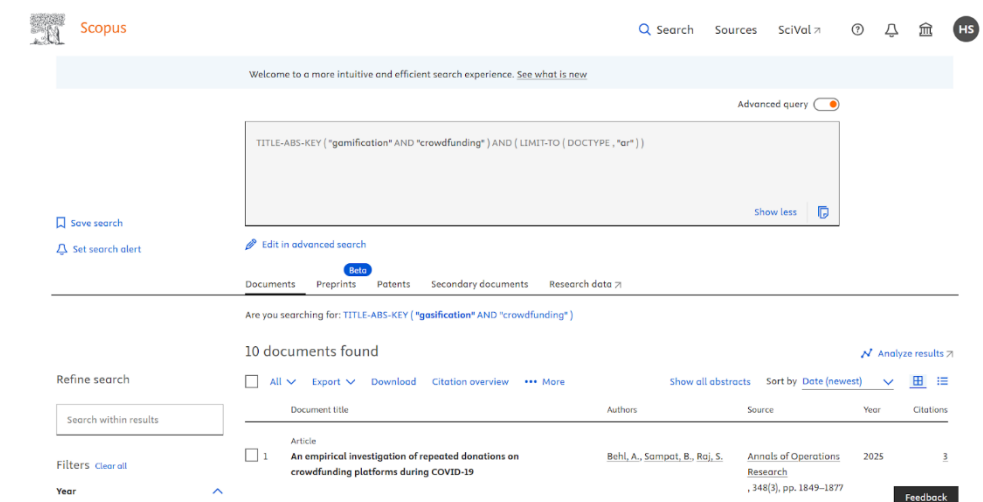 Scopus
Search Sources SciVal HS
Welcome to a more intuitive and efficient search experience. See what is new
Advanced query
TITLE-ABS-KEY ( "gamification" AND "crowdfunding" ) AND ( LIMIT-TO ( DOCTYPE , "ar" ) )
Show less
Save search
Set search alert
Edit in advanced search
Beta
Documents Preprints Patents Secondary documents Research data
Are you searching for: TITLE-ABS-KEY ( "gasification" AND "crowdfunding" )
10 documents found
Analyze results
Refine search
All Export Download Citation overview ••• More Show all abstracts Sort by Date (newest)
Search within results
Document title Authors Source Year Citations
Article
1 An empirical investigation of repeated donations on crowdfunding platforms during COVID-19
Behl, A., Sampat, B., Raj, S.
Annals of Operations Research
, 348(3), pp. 1849–1877
2025 3
Filters Clear all
Year
Feedback